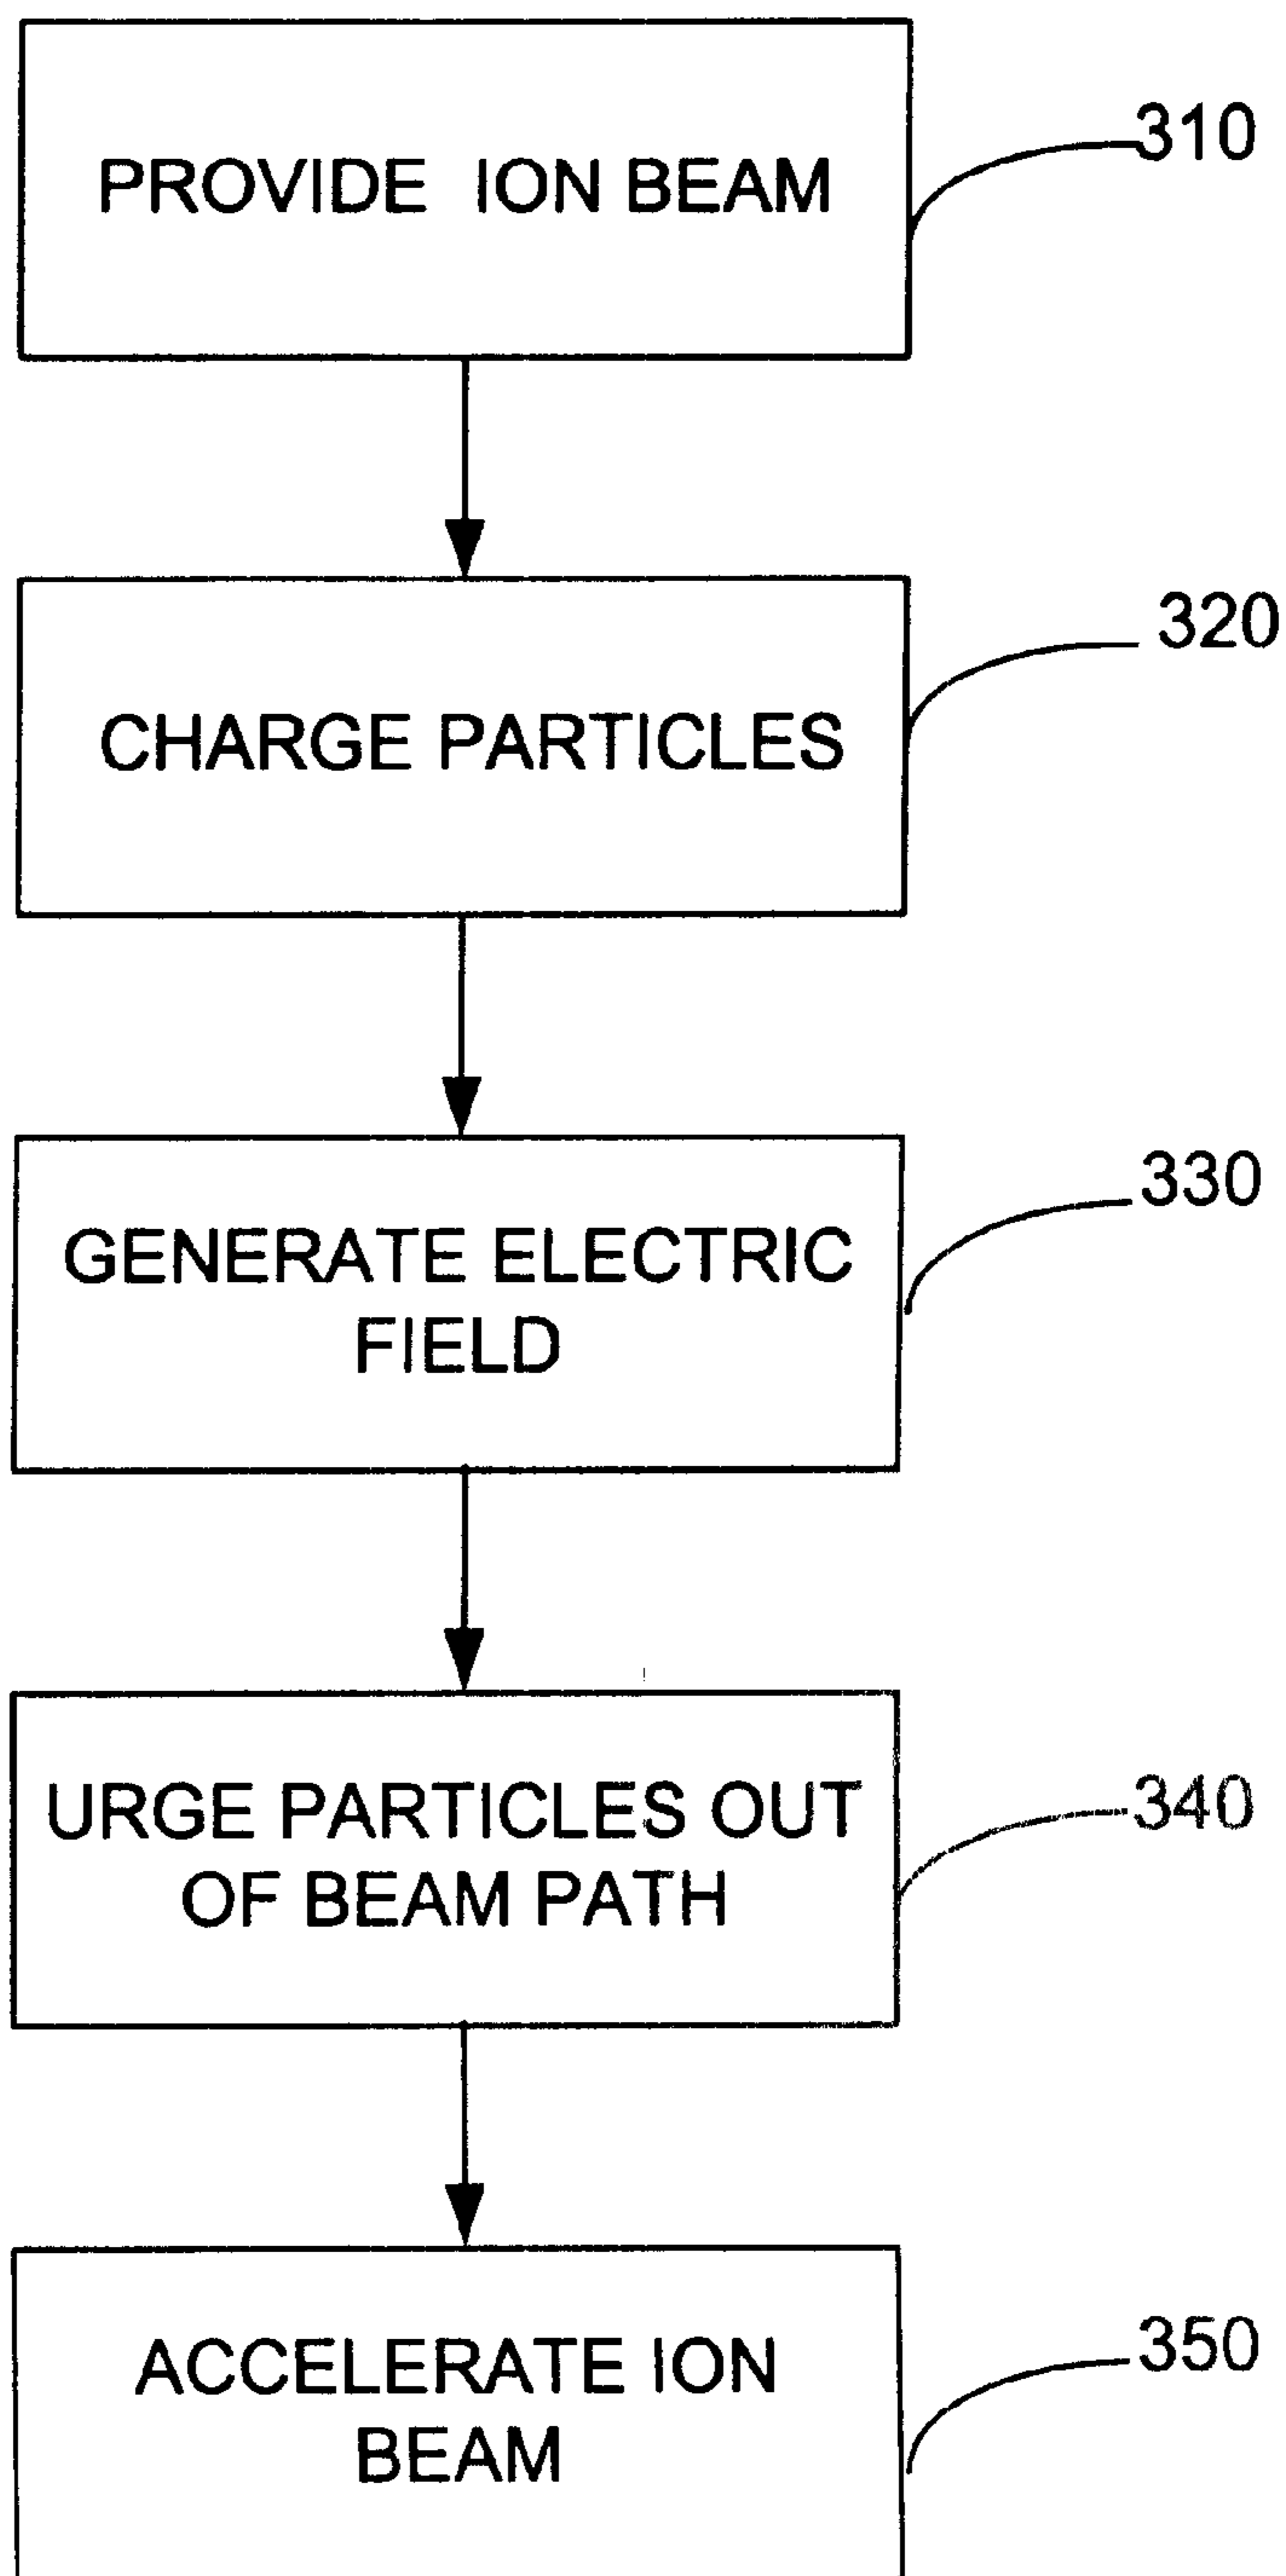 PROVIDE ION BEAM
310
CHARGE PARTICLES
320
GENERATE ELECTRIC
FIELD
330
URGE PARTICLES OUT
OF BEAM PATH
340
ACCELERATE ION
BEAM
350